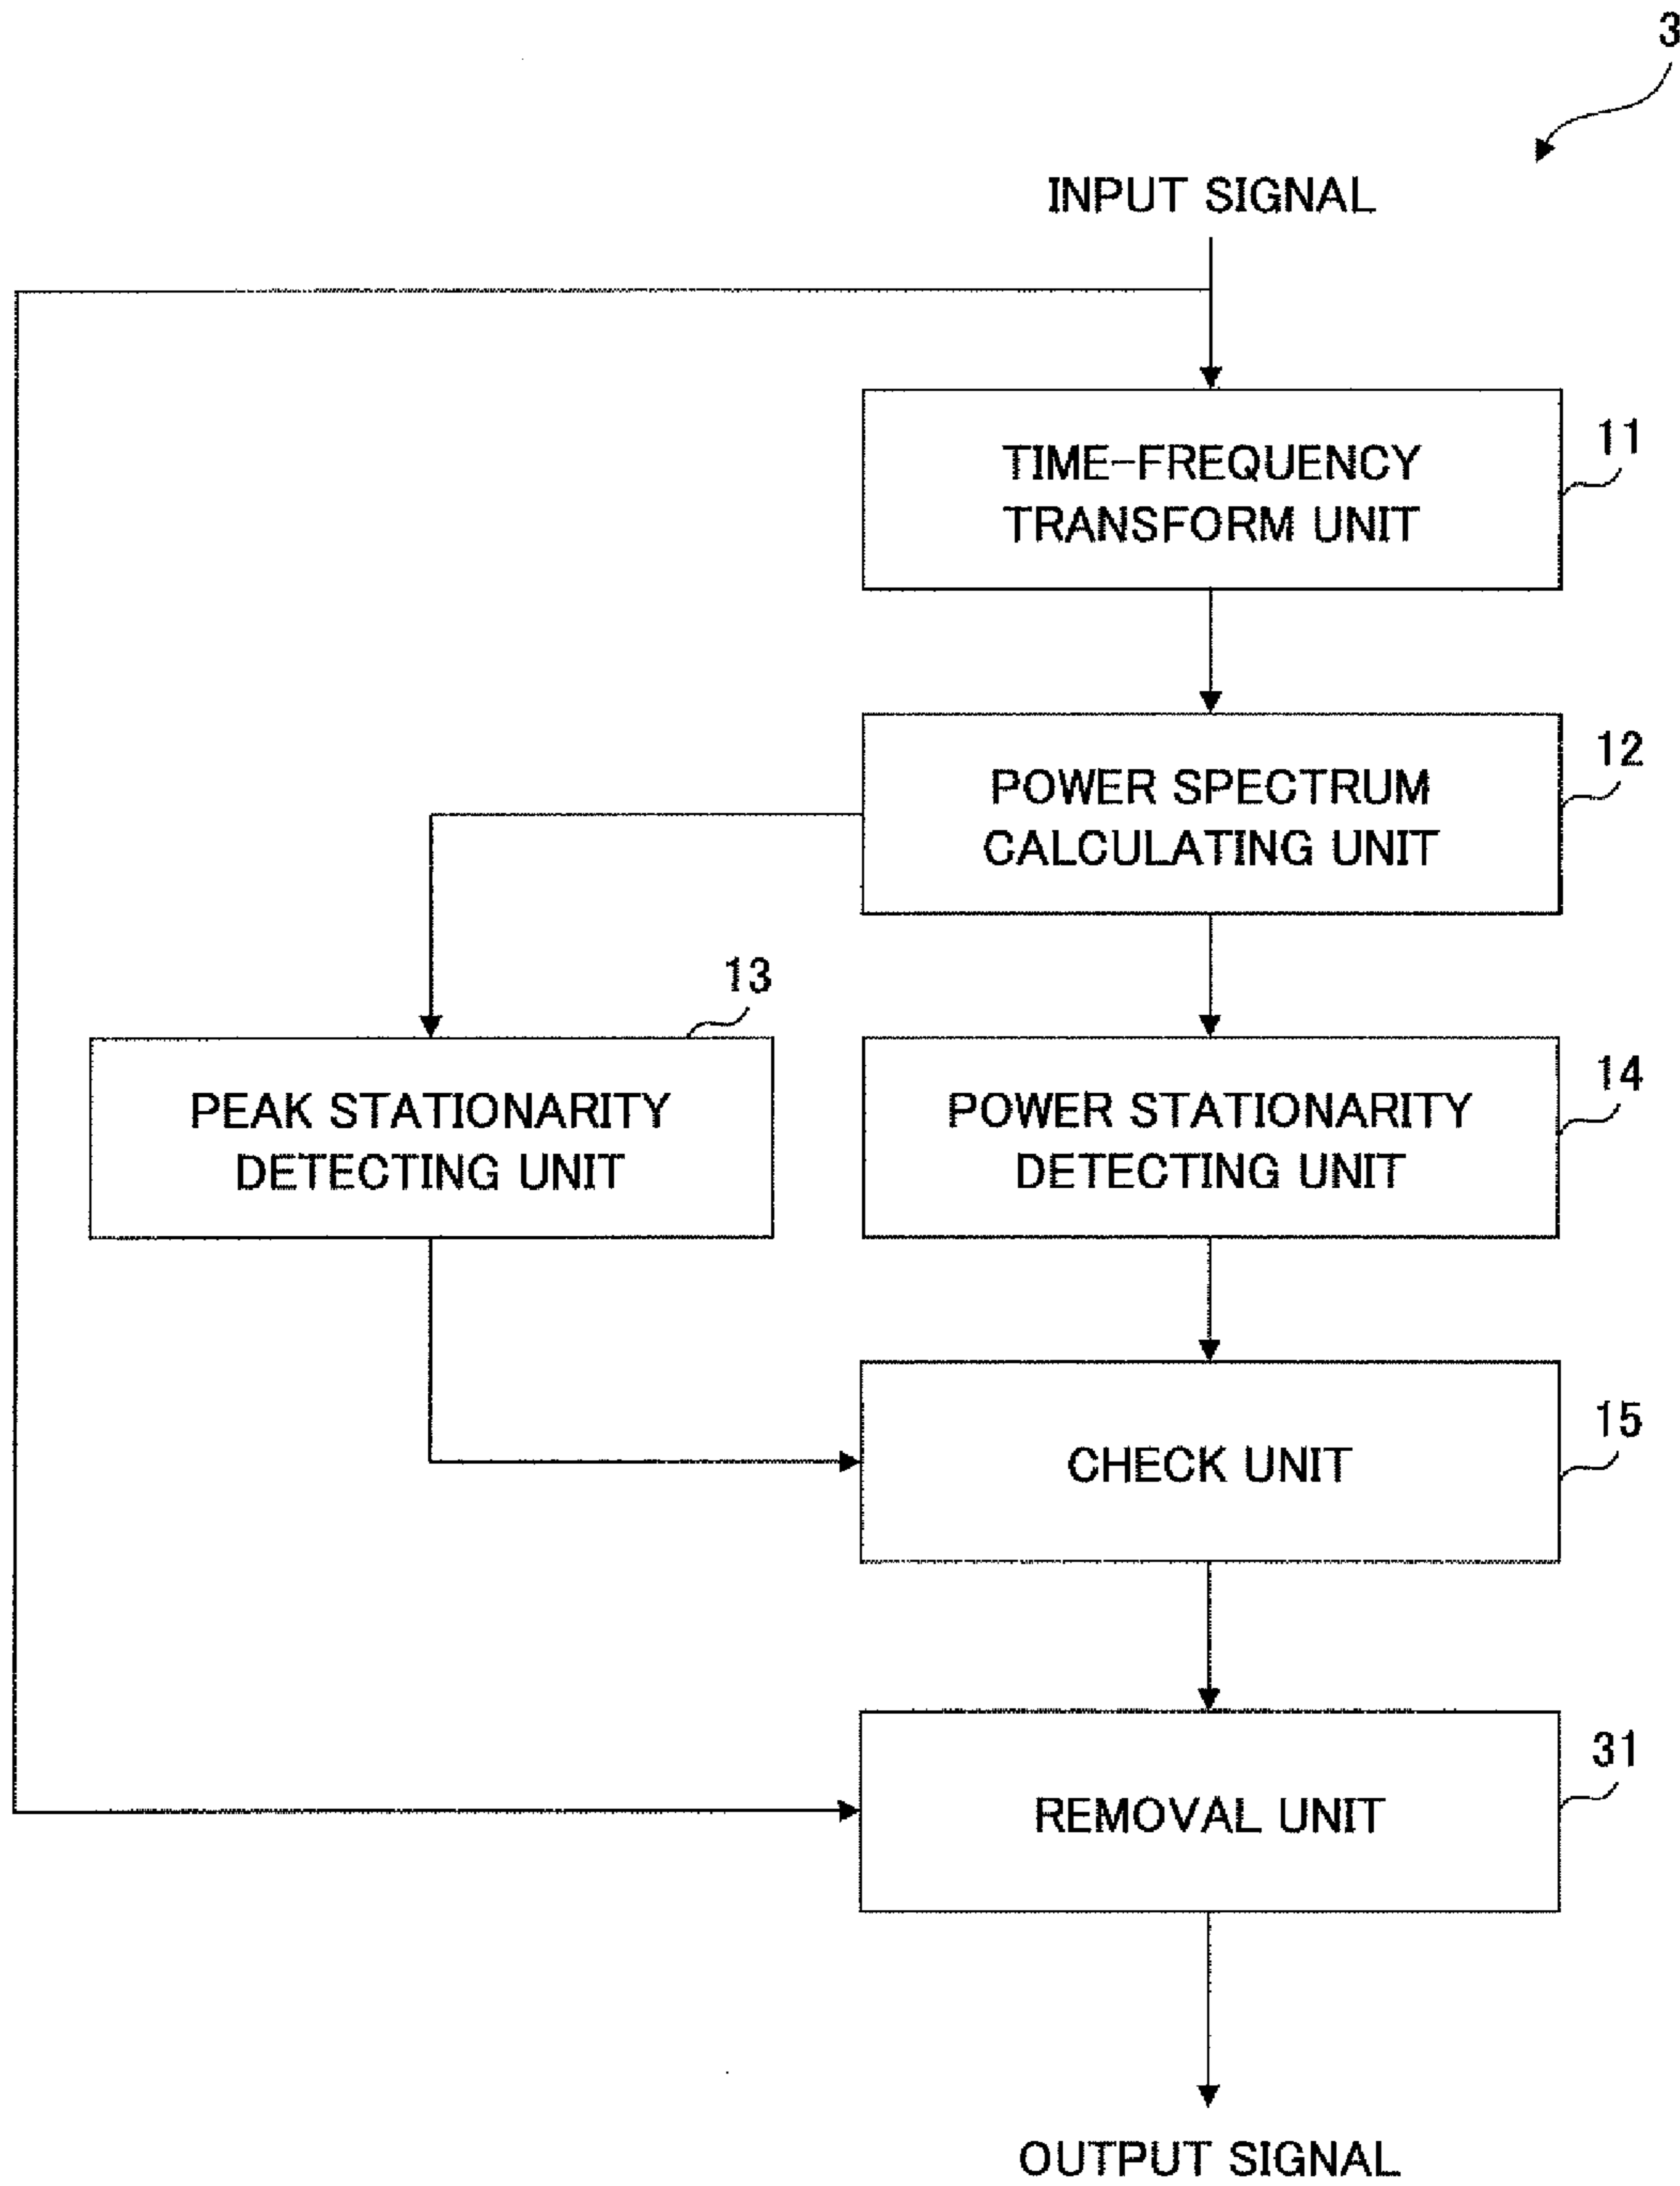 3
INPUT SIGNAL
11
TIME-FREQUENCY
TRANSFORM UNIT
12
POWER SPECTRUM
CALCULATING UNIT
13
PEAK STATIONARITY
DETECTING UNIT
14
POWER STATIONARITY
DETECTING UNIT
15
CHECK UNIT
31
REMOVAL UNIT
OUTPUT SIGNAL